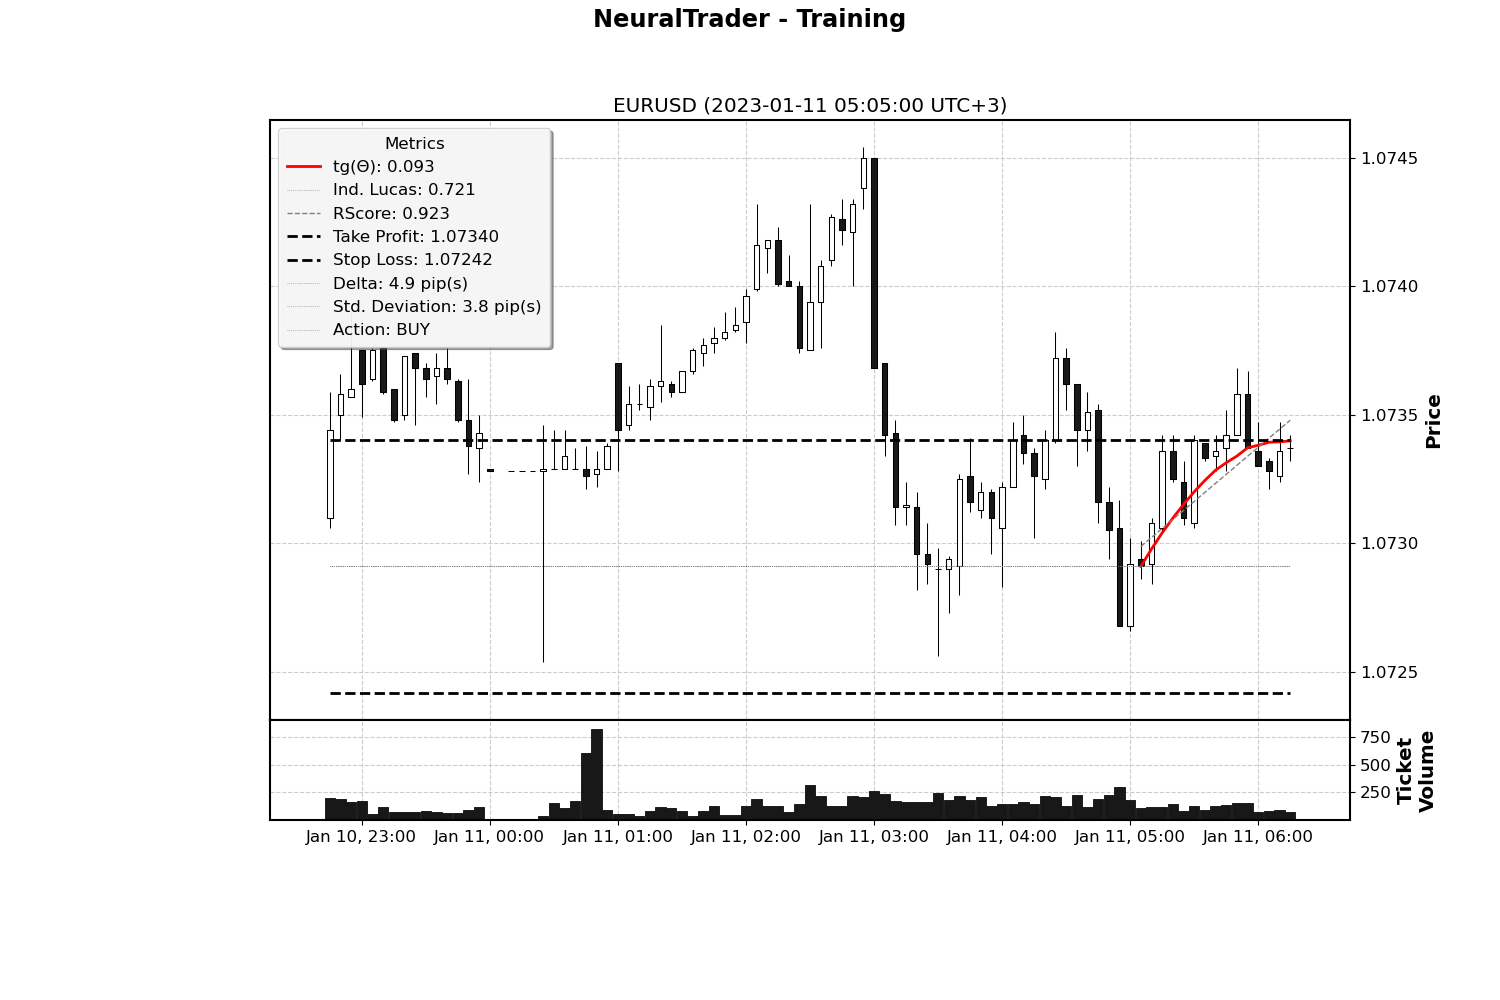 NeuralTrader - Training
EURUSD (2023-01-11 05:05:00 UTC+3)
Metrics
tg(Θ): 0.093
Ind. Lucas: 0.721
RScore: 0.923
Take Profit: 1.07340
Stop Loss: 1.07242
Delta: 4.9 pip(s)
Std. Deviation: 3.8 pip(s)
Action: BUY
1.0745
1.0740
1.0735
1.0730
1.0725
Price
750
500
250
Ticket
Volume
Jan 10, 23:00
Jan 11, 00:00
Jan 11, 01:00
Jan 11, 02:00
Jan 11, 03:00
Jan 11, 04:00
Jan 11, 05:00
Jan 11, 06:00